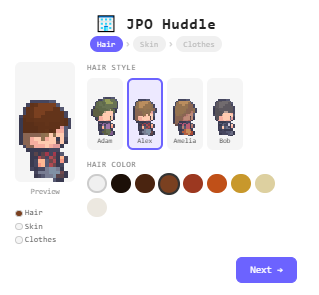 JPO Huddle
Hair › Skin › Clothes
HAIR STYLE
Adam Alex Amelia Bob
Preview
HAIR COLOR
Hair
Skin
Clothes
Next →